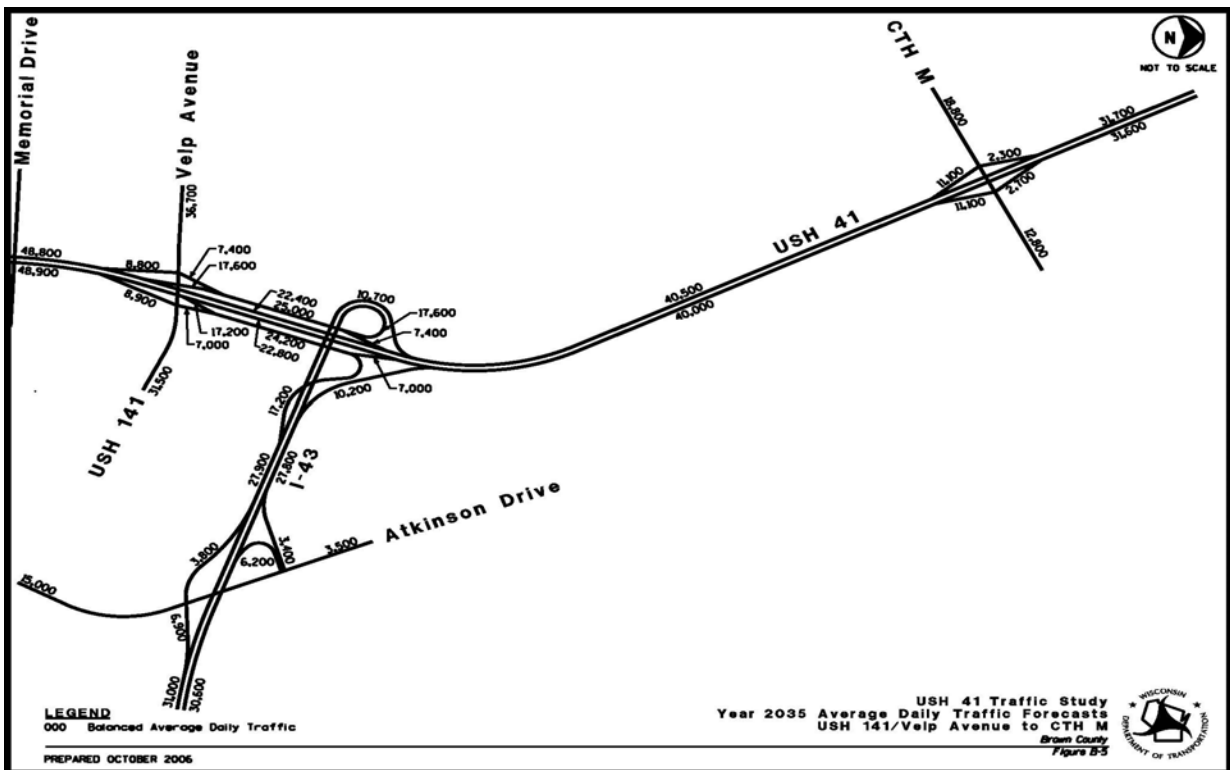 Memorial Drive
Velp Avenue
CTH M
N
NOT TO SCALE
18,800
31,700
31,600
2,300
2,700
11,100
11,100
12,800
USH 41
36,700
48,800
48,900
8,800
8,900
7,400
17,600
22,400
25,000
10,700
17,600
7,400
17,200
7,000
24,200
22,800
40,500
40,000
7,000
10,200
17,200
31,500
USH 141
27,900
27,800
I-43
Atkinson Drive
3,800
3,400
3,500
6,200
15,000
6,900
31,000
30,600
LEGEND
000 Balanced Average Daily Traffic
PREPARED OCTOBER 2006
USH 41 Traffic Study
Year 2035 Average Daily Traffic Forecasts
USH 141/Velp Avenue to CTH M
Brown County
Figure B-5
WISCONSIN
DEPARTMENT OF TRANSPORTATION